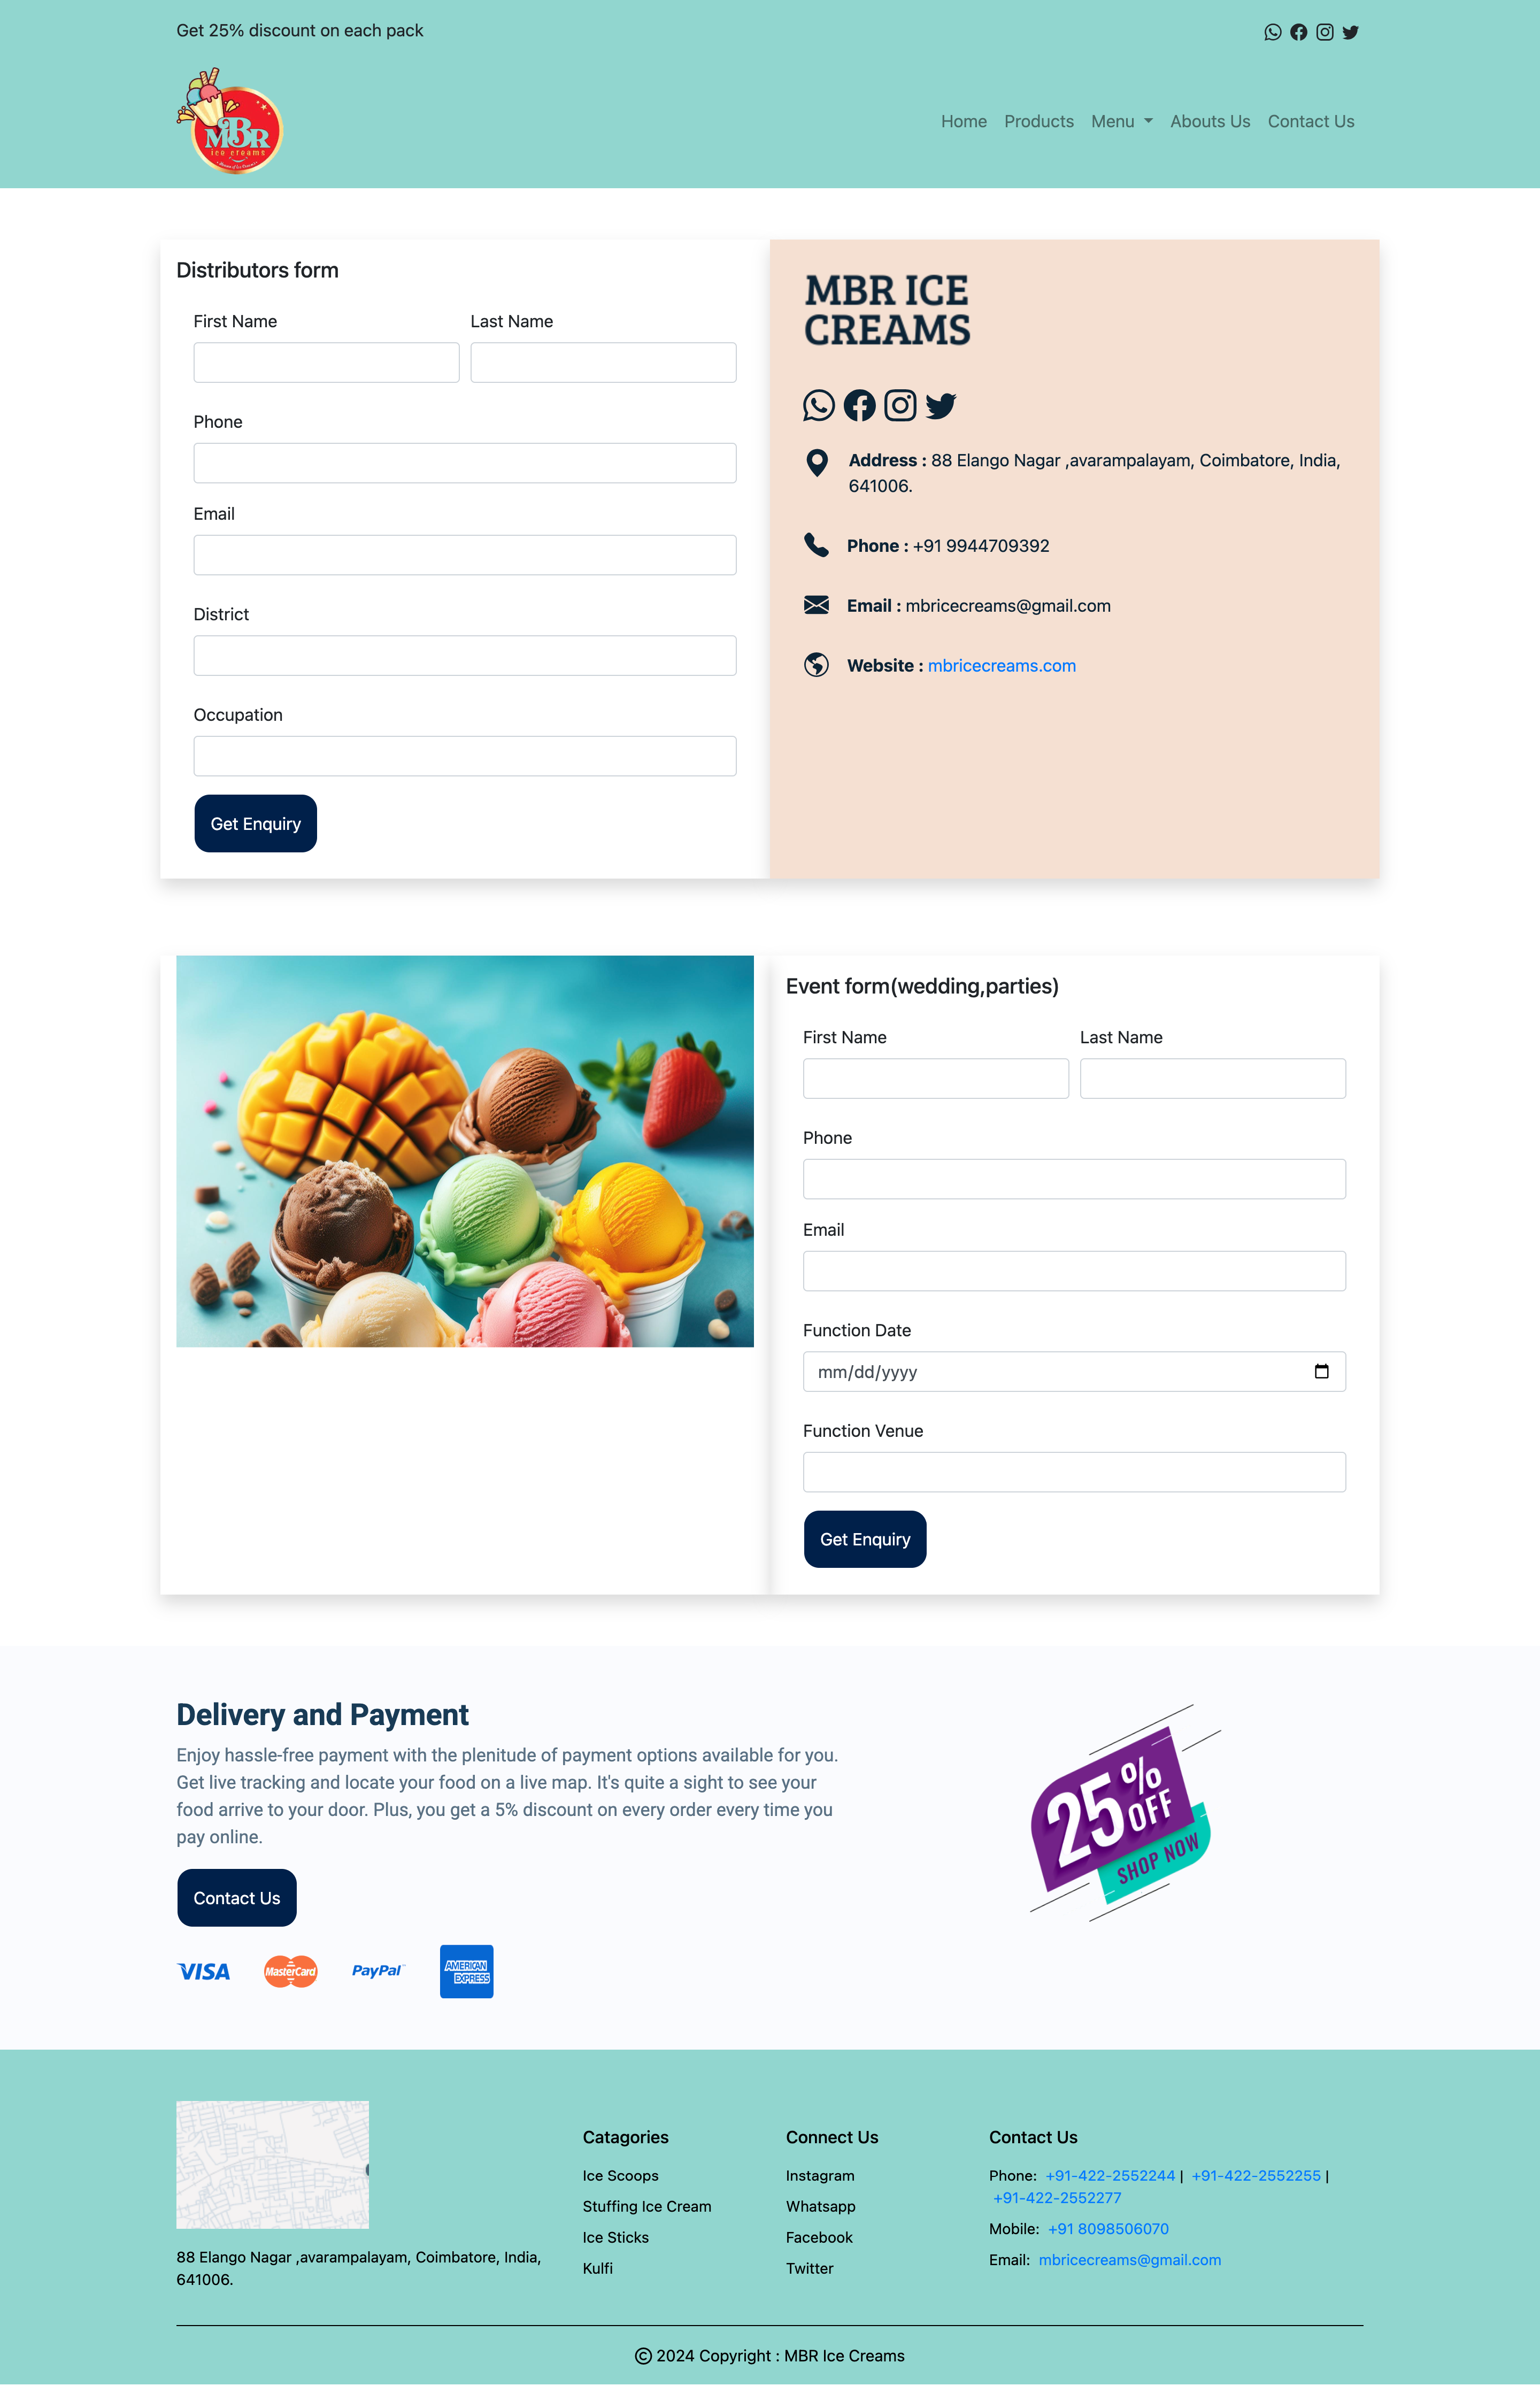 Get 25% discount on each pack
MBR
ice creams
Home Products Menu Abouts Us Contact Us
Distributors form
First Name Last Name
Phone
Email
District
Occupation
Get Enquiry
MBR ICE
CREAMS
Address : 88 Elango Nagar ,avarampalayam, Coimbatore, India,
641006.
Phone : +91 9944709392
Email : mbricecreams@gmail.com
Website : mbricecreams.com
Event form(wedding,parties)
First Name Last Name
Phone
Email
Function Date
mm/dd/yyyy
Function Venue
Get Enquiry
Delivery and Payment
Enjoy hassle-free payment with the plenitude of payment options available for you.
Get live tracking and locate your food on a live map. It's quite a sight to see your
food arrive to your door. Plus, you get a 5% discount on every order every time you
pay online.
Contact Us
VISA MasterCard PayPal AMERICAN EXPRESS
25% OFF
SHOP NOW
88 Elango Nagar ,avarampalayam, Coimbatore, India,
641006.
Catagories
Ice Scoops
Stuffing Ice Cream
Ice Sticks
Kulfi
Connect Us
Instagram
Whatsapp
Facebook
Twitter
Contact Us
Phone: +91-422-2552244 | +91-422-2552255 |
+91-422-2552277
Mobile: +91 8098506070
Email: mbricecreams@gmail.com
© 2024 Copyright : MBR Ice Creams